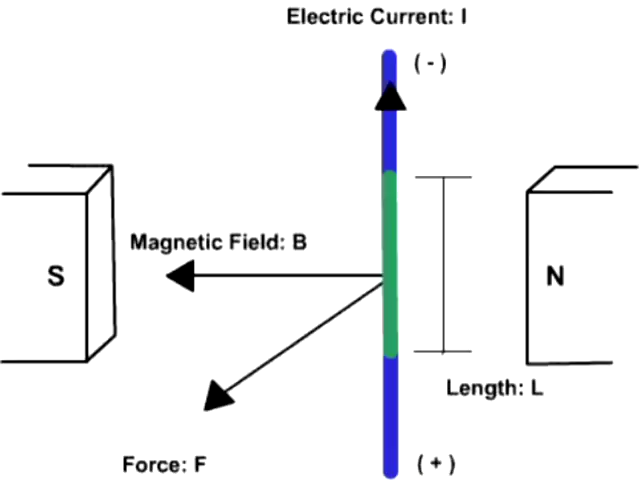 Electric Current: I
( - )
Magnetic Field: B
S
N
Length: L
Force: F
( + )